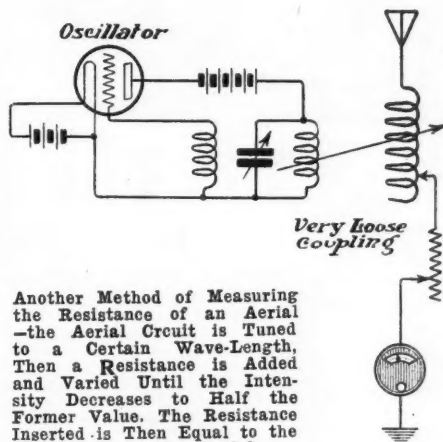 Oscillator
Very Loose
Coupling
Another Method of Measuring
the Resistance of an Aerial
—the Aerial Crcuit is Tuned
to a Certain Wave-Length,
Then a Resistance is Added
and Varied Until the Inten-
sity Decreases to Half the
Former Value. The Resistance
Inserted is Then Equal to the